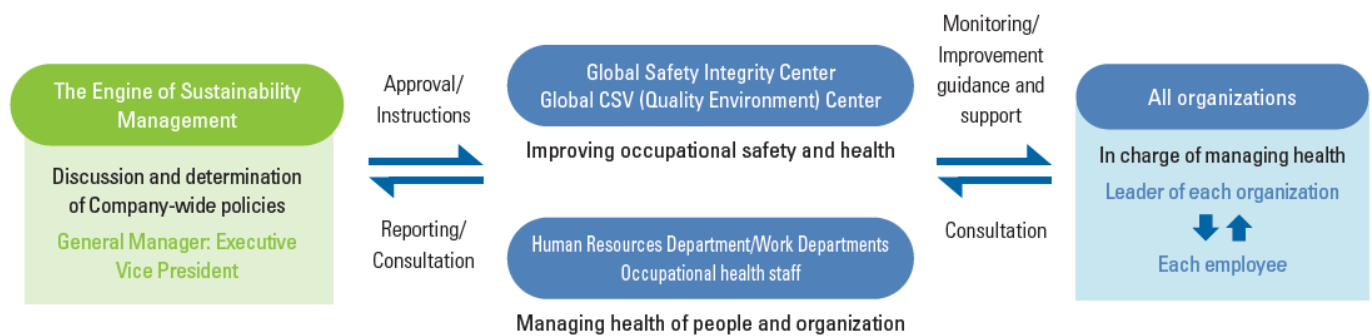 The Engine of Sustainability
Management
Discussion and determination
of Company-wide policies
General Manager: Executive
Vice President
Approval/
Instructions
Reporting/
Consultation
Global Safety Integrity Center
Global CSV (Quality Environment) Center
Improving occupational safety and health
Human Resources Department/Work Departments
Occupational health staff
Managing health of people and organization
Monitoring/
Improvement
guidance and
support
Consultation
All organizations
In charge of managing health
Leader of each organization
Each employee